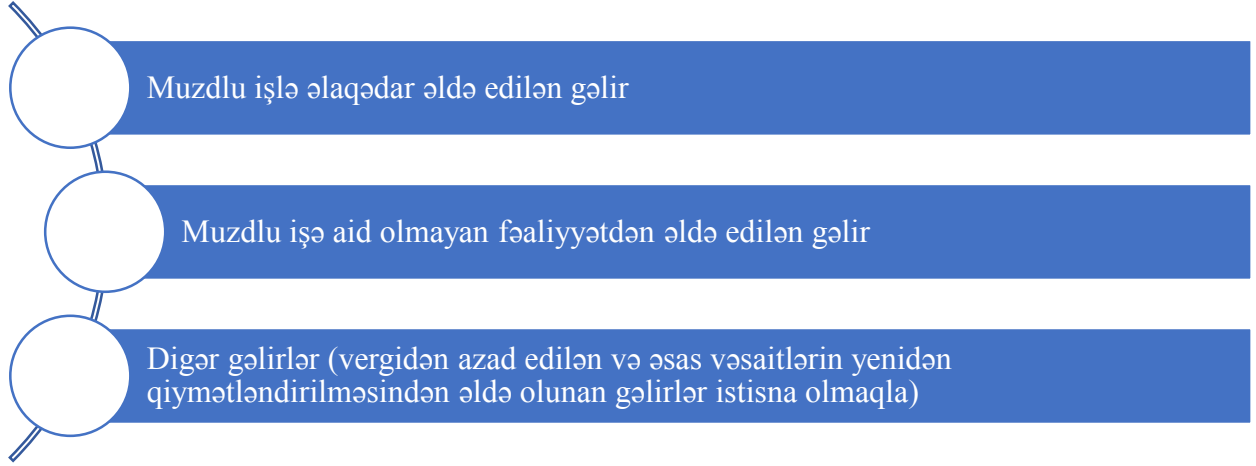 Muzdlu işlə əlaqədar əldə edilən gəlir
Muzdlu işə aid olmayan fəaliyyətdən əldə edilən gəlir
Digər gəlirlər (vergidən azad edilən və əsas vəsaitlərin yenidən
qiymətləndirilməsindən əldə olunan gəlirlər istisna olmaqla)